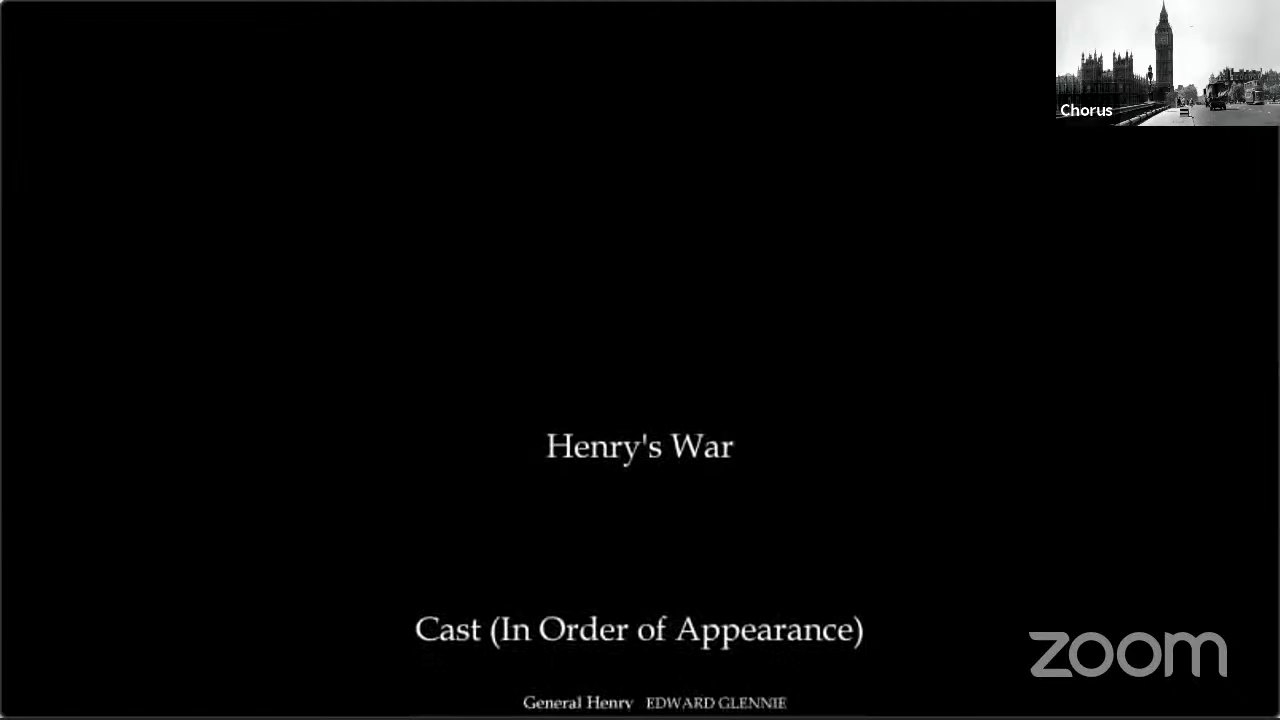 Chorus
Henry's War
Cast (In Order of Appearance)
zoom
General Henry EDWARD GLENNIE